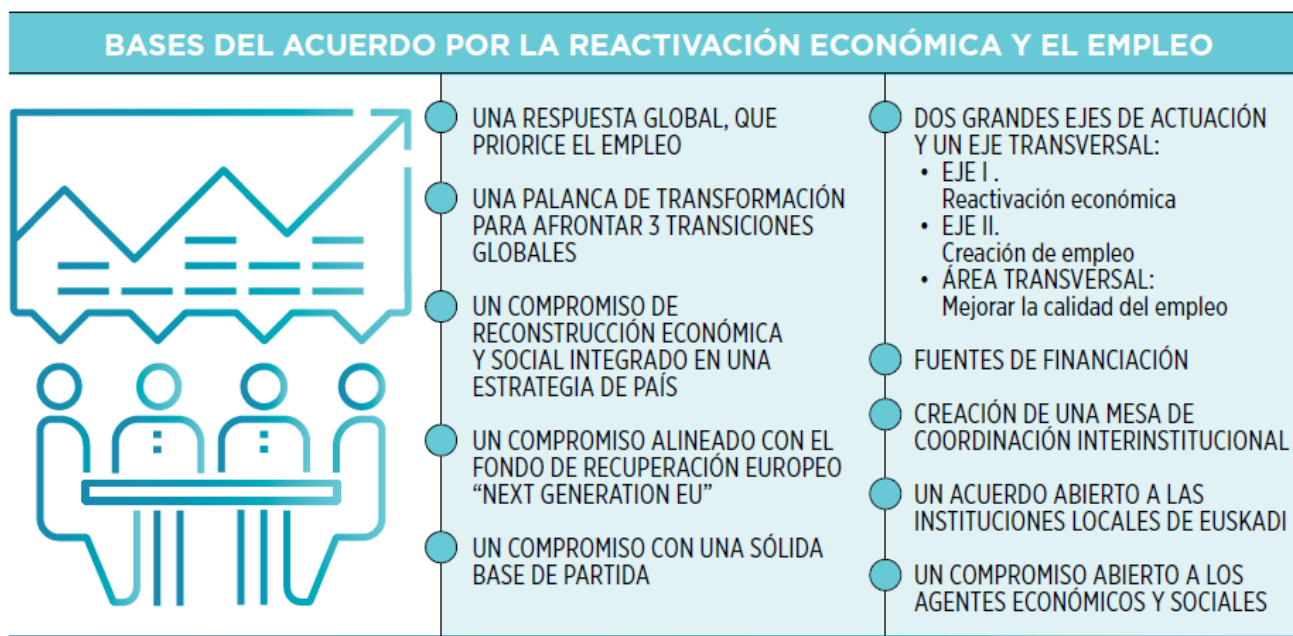 BASES DEL ACUERDO POR LA REACTIVACIÓN ECONÓMICA Y EL EMPLEO
UNA RESPUESTA GLOBAL, QUE
PRIORICE EL EMPLEO
UNA PALANCA DE TRANSFORMACIÓN
PARA AFRONTAR 3 TRANSICIONES
GLOBALES
UN COMPROMISO DE
RECONSTRUCCIÓN ECONÓMICA
Y SOCIAL INTEGRADO EN UNA
ESTRATEGIA DE PAÍS
UN COMPROMISO ALINEADO CON EL
FONDO DE RECUPERACIÓN EUROPEO
“NEXT GENERATION EU”
UN COMPROMISO CON UNA SÓLIDA
BASE DE PARTIDA
DOS GRANDES EJES DE ACTUACIÓN
Y UN EJE TRANSVERSAL:
• EJE I .
Reactivación económica
• EJE II.
Creación de empleo
• ÁREA TRANSVERSAL:
Mejorar la calidad del empleo
FUENTES DE FINANCIACIÓN
CREACIÓN DE UNA MESA DE
COORDINACIÓN INTERINSTITUCIONAL
UN ACUERDO ABIERTO A LAS
INSTITUCIONES LOCALES DE EUSKADI
UN COMPROMISO ABIERTO A LOS
AGENTES ECONÓMICOS Y SOCIALES